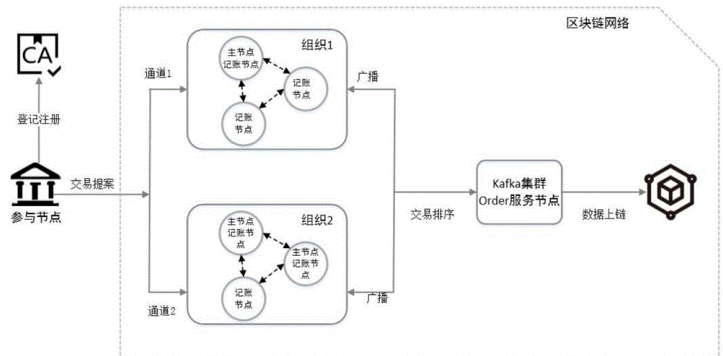 区块链网络
CA
登记注册
参与节点
交易提案
通道1
组织1
主节点
记账节点
记账
节点
记账
节点
广播
通道2
组织2
主节点
记账节
点
主节点
记账节
点
记账
节点
广播
交易排序
Kafka集群
Order服务节点
数据上链